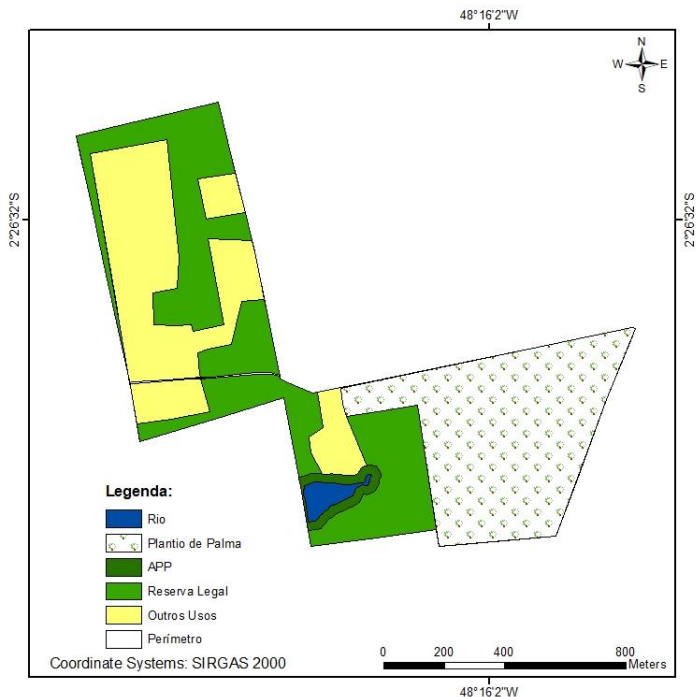 48°16'2"W
N
W E
S
2°26'32"S
2°26'32"S
Legenda:
Rio
Plantio de Palma
APP
Reserva Legal
Outros Usos
Perímetro
Coordinate Systems: SIRGAS 2000
0 200 400 800
Meters
48°16'2"W